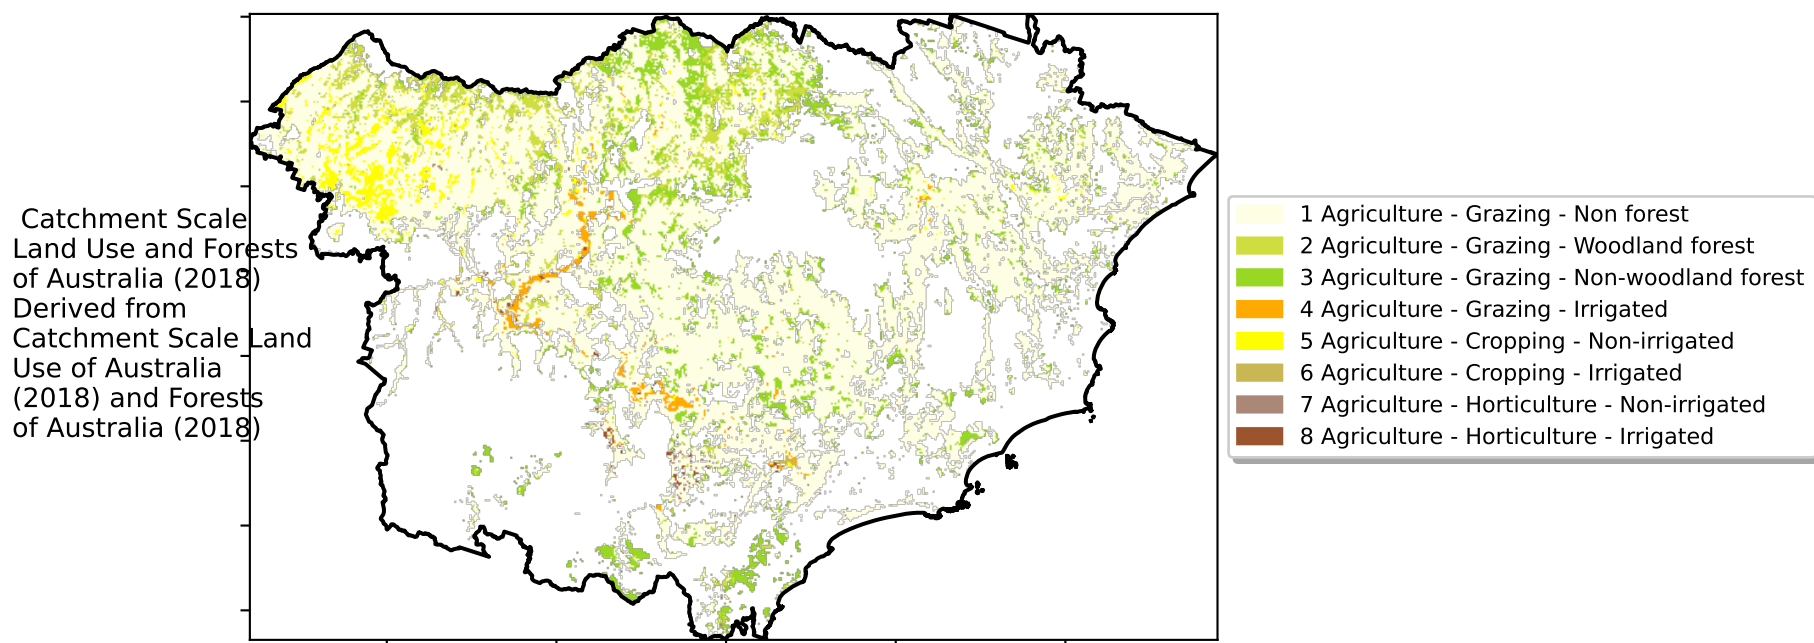 Catchment Scale
Land Use and Forests
of Australia (2018)
Derived from
Catchment Scale Land
Use of Australia
(2018) and Forests
of Australia (2018)
1 Agriculture - Grazing - Non forest
2 Agriculture - Grazing - Woodland forest
3 Agriculture - Grazing - Non-woodland forest
4 Agriculture - Grazing - Irrigated
5 Agriculture - Cropping - Non-irrigated
6 Agriculture - Cropping - Irrigated
7 Agriculture - Horticulture - Non-irrigated
8 Agriculture - Horticulture - Irrigated